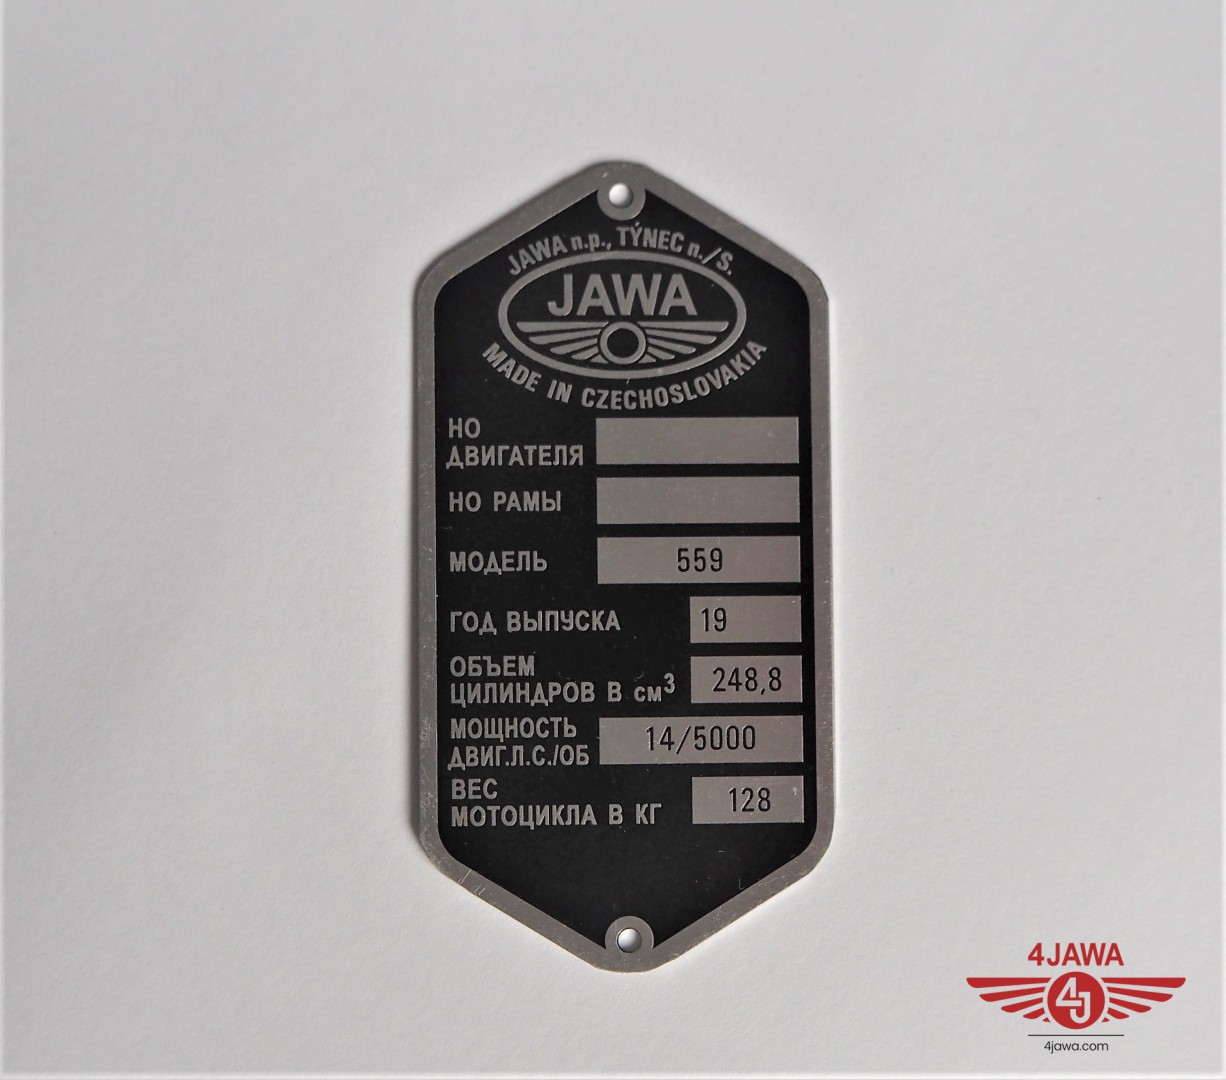 JAWA n.p., TÝNEC n./S.
JAWA
MADE IN CZECHOSLOVAKIA
НО
ДВИГАТЕЛЯ
НО РАМЫ
МОДЕЛЬ 559
ГОД ВЫПУСКА 19
ОБЪЕМ
ЦИЛИНДРОВ В см³ 248,8
МОЩНОСТЬ
ДВИГ.Л.С./ОБ 14/5000
ВЕС
МОТОЦИКЛА В КГ 128
4JAWA
4J
4jawa.com